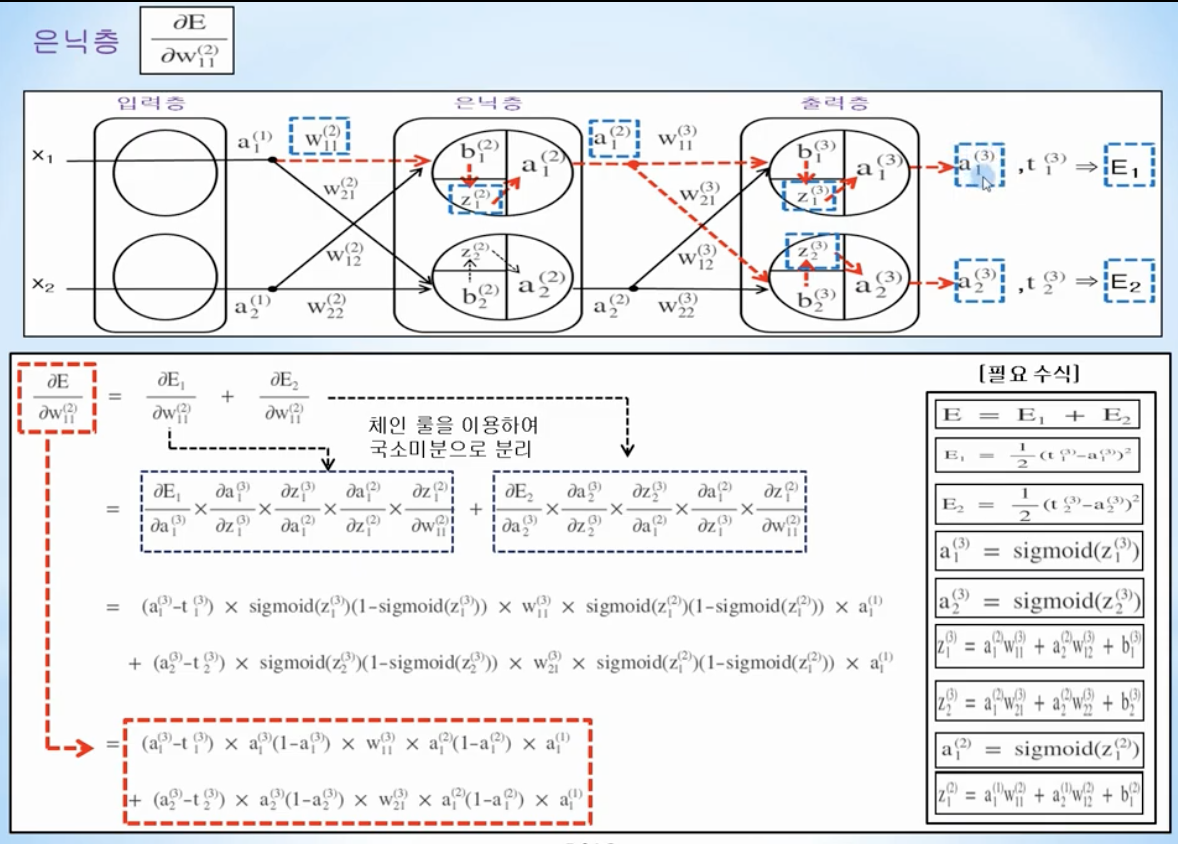 은닉층 ∂E/∂w₁₁⁽²⁾
입력층 은닉층 출력층
x₁ a₁⁽¹⁾ w₁₁⁽²⁾ b₁⁽²⁾ z₁⁽²⁾ a₁⁽²⁾ a₁⁽²⁾ w₁₁⁽³⁾ b₁⁽³⁾ z₁⁽³⁾ a₁⁽³⁾ a₁⁽³⁾ ,t₁⁽³⁾ ⇒ E₁
w₂₁⁽²⁾ w₂₁⁽³⁾
w₁₂⁽²⁾ w₁₂⁽³⁾
x₂ a₂⁽¹⁾ w₂₂⁽²⁾ z₂⁽²⁾ b₂⁽²⁾ a₂⁽²⁾ a₂⁽²⁾ w₂₂⁽³⁾ z₂⁽³⁾ b₂⁽³⁾ a₂⁽³⁾ a₂⁽³⁾ ,t₂⁽³⁾ ⇒ E₂
∂E/∂w₁₁⁽²⁾ = ∂E₁/∂w₁₁⁽²⁾ + ∂E₂/∂w₁₁⁽²⁾
체인 룰을 이용하여
국소미분으로 분리
= ∂E₁/∂a₁⁽³⁾ × ∂a₁⁽³⁾/∂z₁⁽³⁾ × ∂z₁⁽³⁾/∂a₁⁽²⁾ × ∂a₁⁽²⁾/∂z₁⁽²⁾ × ∂z₁⁽²⁾/∂w₁₁⁽²⁾ + ∂E₂/∂a₂⁽³⁾ × ∂a₂⁽³⁾/∂z₂⁽³⁾ × ∂z₂⁽³⁾/∂a₁⁽²⁾ × ∂a₁⁽²⁾/∂z₁⁽³⁾ × ∂z₁⁽²⁾/∂w₁₁⁽²⁾
= (a₁⁽³⁾-t₁⁽³⁾) × sigmoid(z₁⁽³⁾)(1-sigmoid(z₁⁽³⁾)) × w₁₁⁽³⁾ × sigmoid(z₁⁽²⁾)(1-sigmoid(z₁⁽²⁾)) × a₁⁽¹⁾
+ (a₂⁽³⁾-t₂⁽³⁾) × sigmoid(z₂⁽³⁾)(1-sigmoid(z₂⁽³⁾)) × w₂₁⁽³⁾ × sigmoid(z₁⁽²⁾)(1-sigmoid(z₁⁽²⁾)) × a₁⁽¹⁾
= (a₁⁽³⁾-t₁⁽³⁾) × a₁⁽³⁾(1-a₁⁽³⁾) × w₁₁⁽³⁾ × a₁⁽²⁾(1-a₁⁽²⁾) × a₁⁽¹⁾
+ (a₂⁽³⁾-t₂⁽³⁾) × a₂⁽³⁾(1-a₂⁽³⁾) × w₂₁⁽³⁾ × a₁⁽²⁾(1-a₁⁽²⁾) × a₁⁽¹⁾
[필요 수식]
E = E₁ + E₂
E₁ = 1/2 (t₁⁽³⁾-a₁⁽³⁾)²
E₂ = 1/2 (t₂⁽³⁾-a₂⁽³⁾)²
a₁⁽³⁾ = sigmoid(z₁⁽³⁾)
a₂⁽³⁾ = sigmoid(z₂⁽³⁾)
z₁⁽³⁾ = a₁⁽²⁾w₁₁⁽³⁾ + a₂⁽²⁾w₁₂⁽³⁾ + b₁⁽³⁾
z₂⁽³⁾ = a₁⁽²⁾w₂₁⁽³⁾ + a₂⁽²⁾w₂₂⁽³⁾ + b₂⁽³⁾
a₁⁽²⁾ = sigmoid(z₁⁽²⁾)
z₁⁽²⁾ = a₁⁽¹⁾w₁₁⁽²⁾ + a₂⁽¹⁾w₁₂⁽²⁾ + b₁⁽²⁾